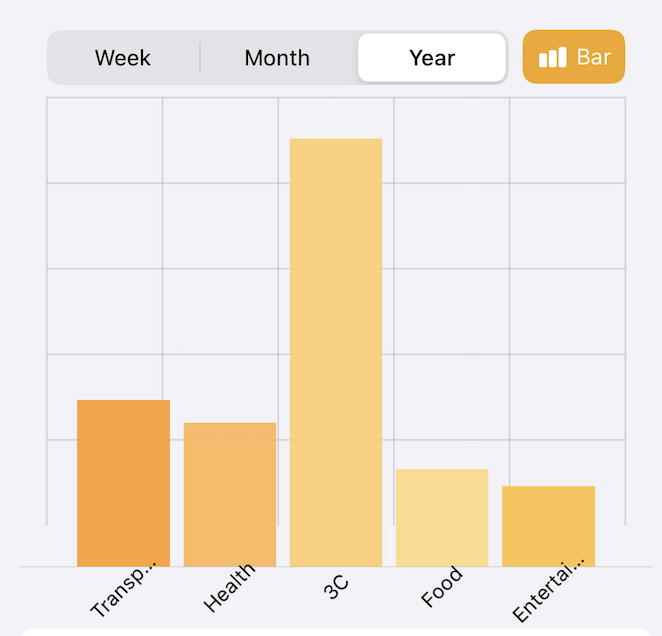 Week Month Year Bar
Transp...
Health
3C
Food
Entertai...